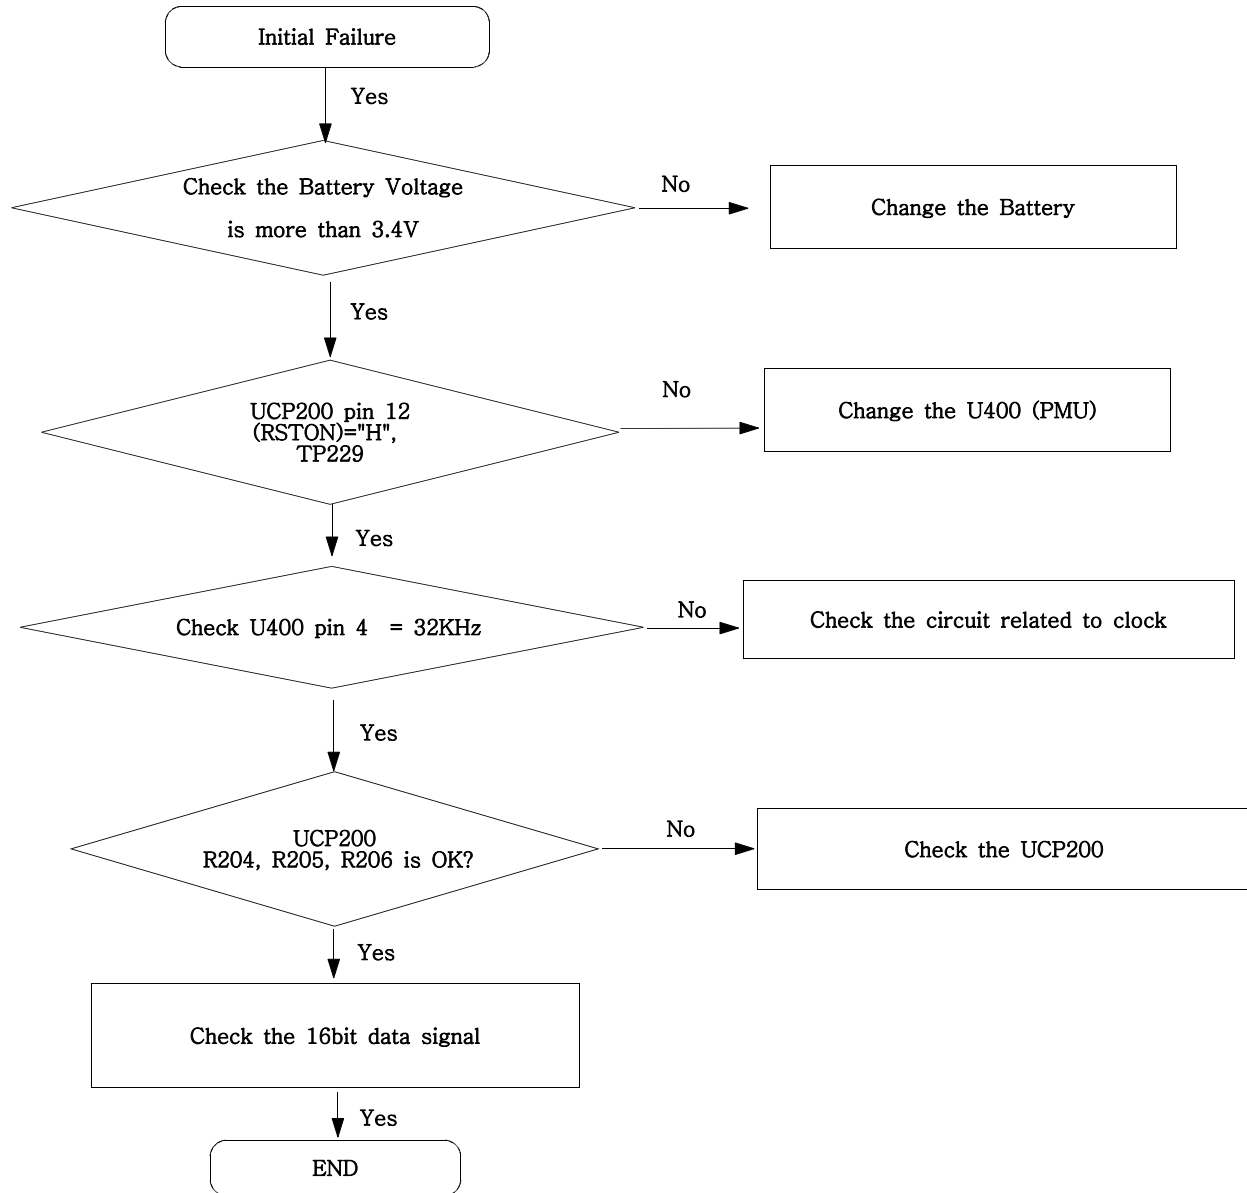 Initial Failure
Yes
Check the Battery Voltage
is more than 3.4V
No
Change the Battery
Yes
UCP200 pin 12
(RSTON)="H",
TP229
No
Change the U400 (PMU)
Yes
Check U400 pin 4 = 32KHz
No
Check the circuit related to clock
Yes
UCP200
R204, R205, R206 is OK?
No
Check the UCP200
Yes
Check the 16bit data signal
Yes
END